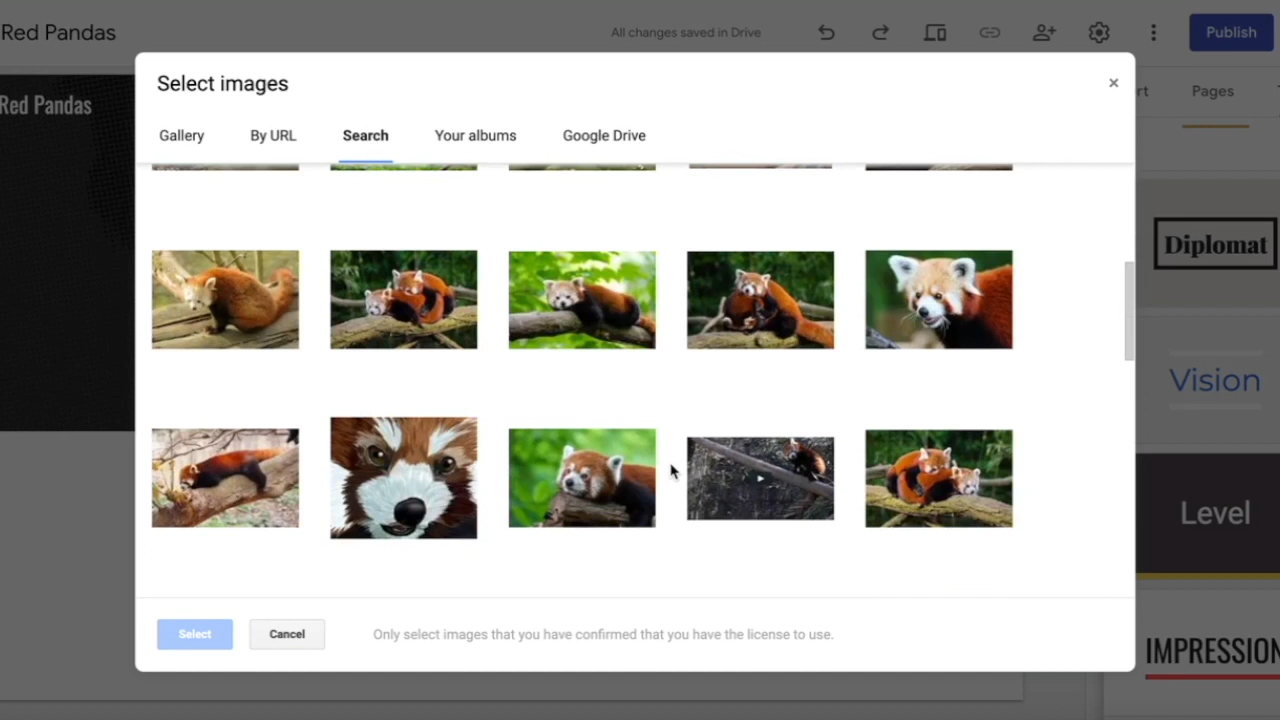 Red Pandas
All changes saved in Drive
Publish
Select images
×
Gallery
By URL
Search
Your albums
Google Drive
Red Pandas
rt
Pages
Diplomat
Vision
Level
IMPRESSION
Select
Cancel
Only select images that you have confirmed that you have the license to use.